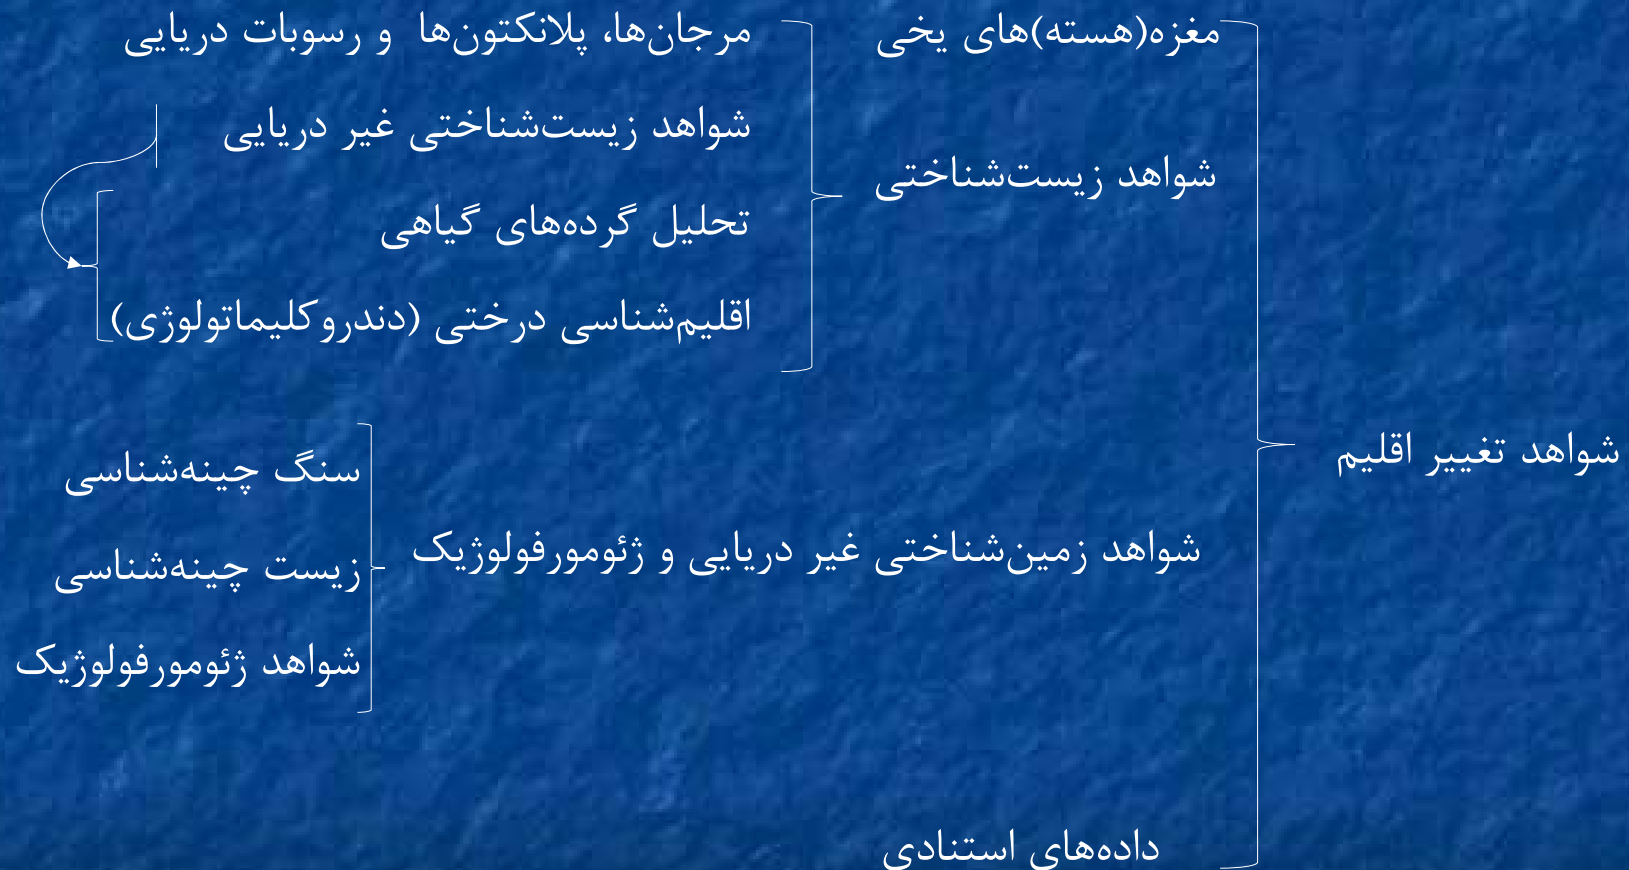 شواهد تغییر اقلیم
مغزه(هسته)های یخی
شواهد زیست‌شناختی
مرجان‌ها، پلانکتون‌ها و رسوبات دریایی
شواهد زیست‌شناختی غیر دریایی
تحلیل گرده‌های گیاهی
اقلیم‌شناسی درختی (دندروکلیماتولوژی)
شواهد زمین‌شناختی غیر دریایی و ژئومورفولوژیک
سنگ چینه‌شناسی
زیست چینه‌شناسی
شواهد ژئومورفولوژیک
داده‌های استنادی